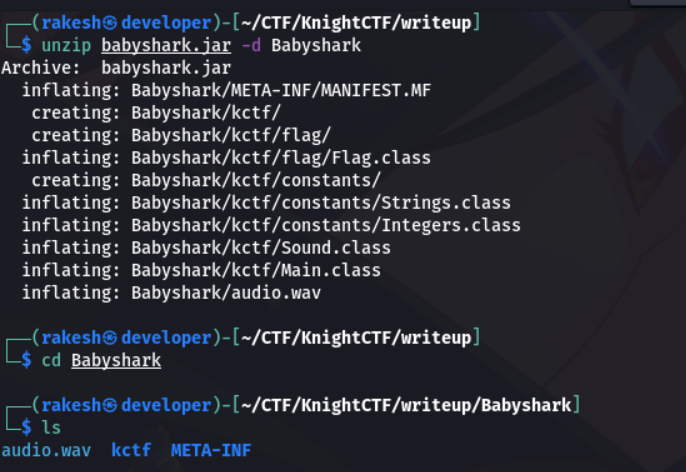 ┌──(rakesh㉿developer)-[~/CTF/KnightCTF/writeup]
└─$ unzip babyshark.jar -d Babyshark
Archive:  babyshark.jar
  inflating: Babyshark/META-INF/MANIFEST.MF
   creating: Babyshark/kctf/
   creating: Babyshark/kctf/flag/
  inflating: Babyshark/kctf/flag/Flag.class
   creating: Babyshark/kctf/constants/
  inflating: Babyshark/kctf/constants/Strings.class
  inflating: Babyshark/kctf/constants/Integers.class
  inflating: Babyshark/kctf/Sound.class
  inflating: Babyshark/kctf/Main.class
  inflating: Babyshark/audio.wav
┌──(rakesh㉿developer)-[~/CTF/KnightCTF/writeup]
└─$ cd Babyshark
┌──(rakesh㉿developer)-[~/CTF/KnightCTF/writeup/Babyshark]
└─$ ls
audio.wav  kctf  META-INF